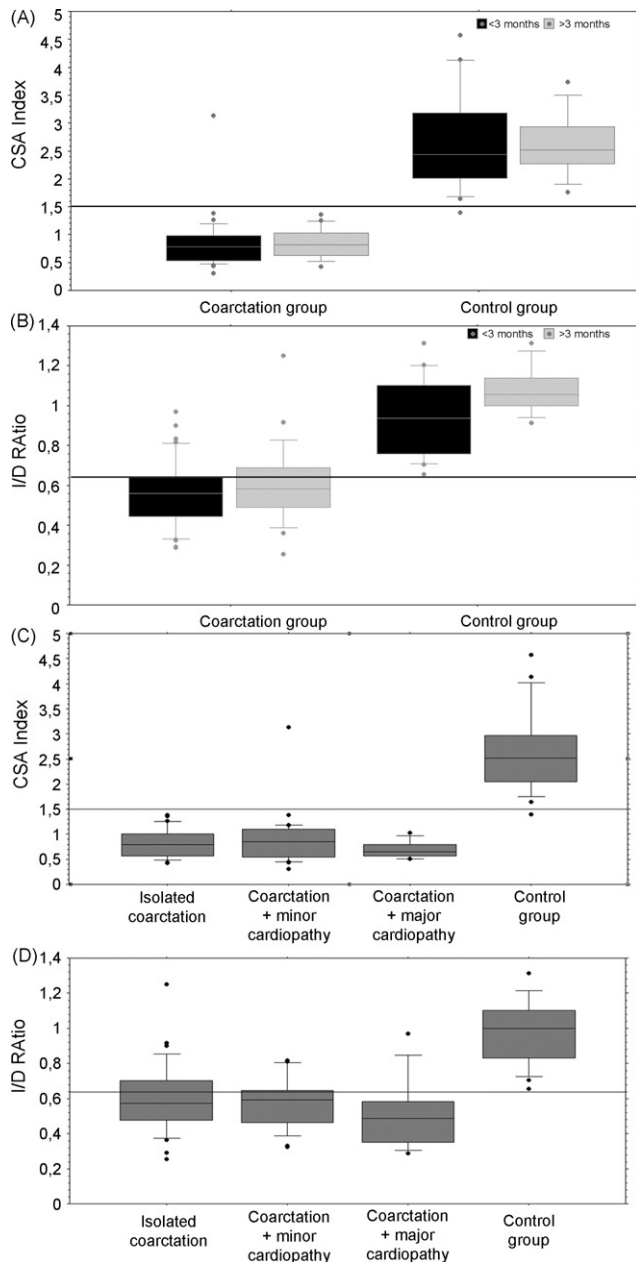 (A)
<3 months >3 months
CSA Index
5
4,5
4
3,5
3
2,5
2
1,5
1
0,5
0
Coarctation group Control group
(B)
<3 months >3 months
I/D RAtio
1,4
1,2
1
0,8
0,6
0,4
0,2
0
Coarctation group Control group
(C)
CSA Index
5
4,5
4
3,5
3
2,5
2
1,5
1
0,5
0
Isolated coarctation
Coarctation + minor cardiopathy
Coarctation + major cardiopathy
Control group
(D)
I/D RAtio
1,4
1,2
1
0,8
0,6
0,4
0,2
0
Isolated coarctation
Coarctation + minor cardiopathy
Coarctation + major cardiopathy
Control group